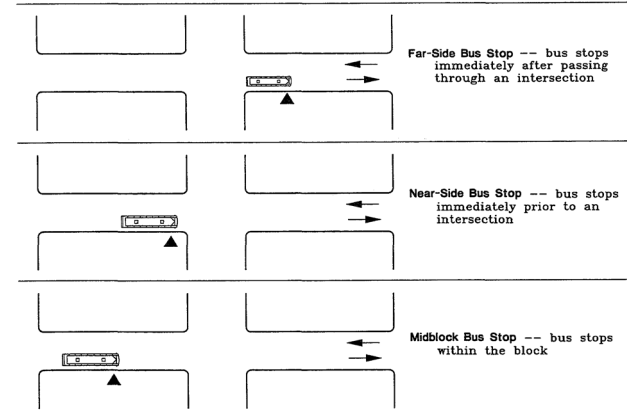 Far-Side Bus Stop -- bus stops
immediately after passing
through an intersection
Near-Side Bus Stop -- bus stops
immediately prior to an
intersection
Midblock Bus Stop -- bus stops
within the block